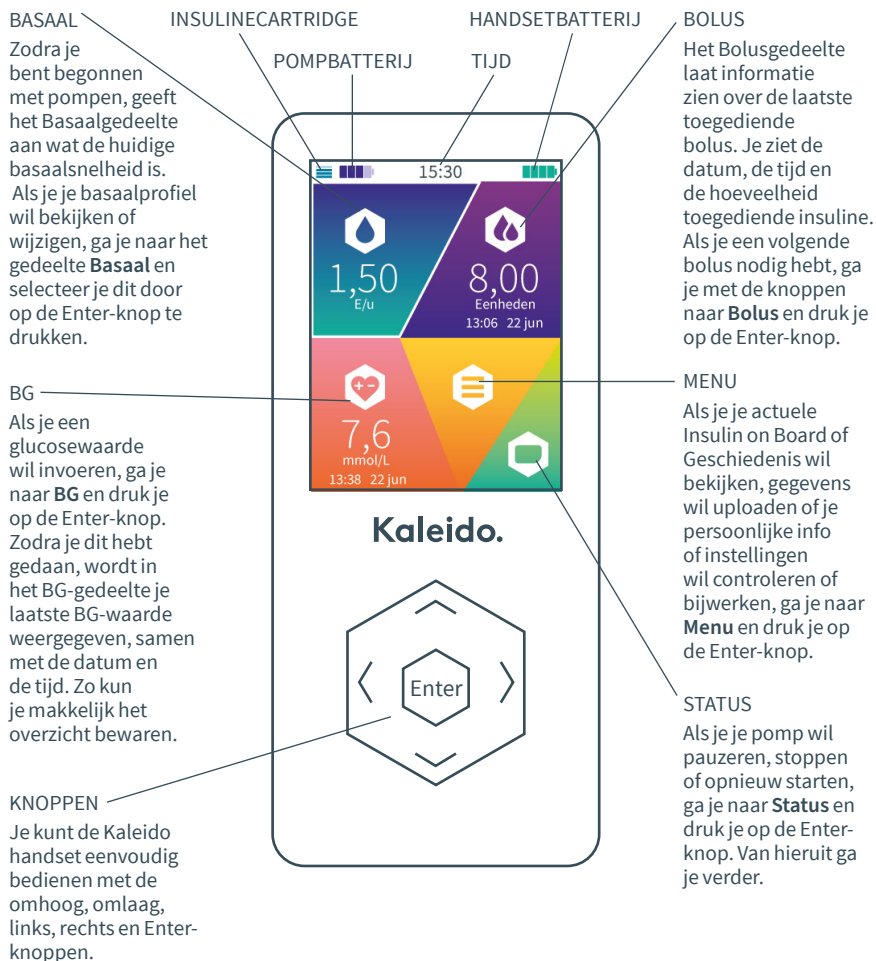 BASAAL
Zodra je
bent begonnen
met pompen, geeft
het Basaalgedeelte
aan wat de huidige
basaalsnelheid is.
Als je je basaalprofiel
wil bekijken of
wijzigen, ga je naar het
gedeelte Basaal en
selecteer je dit door
op de Enter-knop te
drukken.
BG
Als je een
glucosewaarde
wil invoeren, ga je
naar BG en druk je
op de Enter-knop.
Zodra je dit hebt
gedaan, wordt in
het BG-gedeelte je
laatste BG-waarde
weergegeven, samen
met de datum en
de tijd. Zo kun
je makkelijk het
overzicht bewaren.
KNOPPEN
Je kunt de Kaleido
handset eenvoudig
bedienen met de
omhoog, omlaag,
links, rechts en Enter-
knoppen.
INSULINECARTRIDGE
HANDSETBATTERIJ
POMPBATTERIJ
TIJD
15:30
1,50
E/u
8,00
Eenheden
13:06 22 jun
7,6
mmol/L
13:38 22 jun
Kaleido.
Enter
BOLUS
Het Bolusgedeelte
laat informatie
zien over de laatste
toegediende
bolus. Je ziet de
datum, de tijd en
de hoeveelheid
toegediende insuline.
Als je een volgende
bolus nodig hebt, ga
je met de knoppen
naar Bolus en druk je
op de Enter-knop.
MENU
Als je je actuele
Insulin on Board of
Geschiedenis wil
bekijken, gegevens
wil uploaden of je
persoonlijke info
of instellingen
wil controleren of
bijwerken, ga je naar
Menu en druk je op
de Enter-knop.
STATUS
Als je je pomp wil
pauzeren, stoppen
of opnieuw starten,
ga je naar Status en
druk je op de Enter-
knop. Van hieruit ga
je verder.